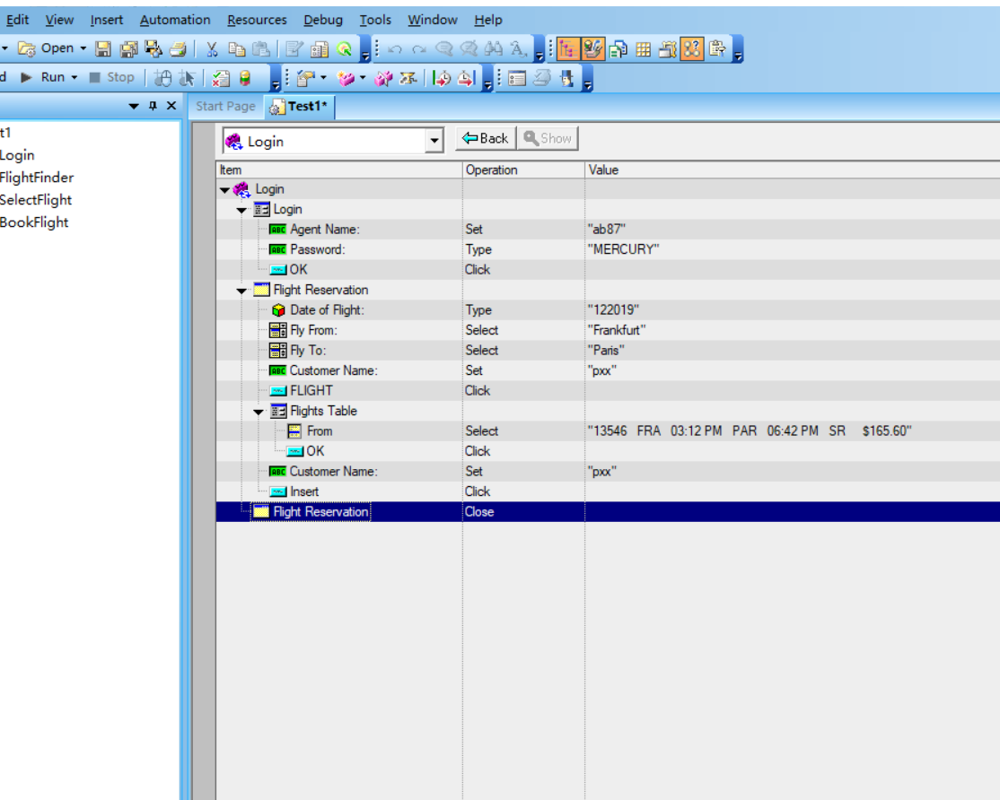 Edit View Insert Automation Resources Debug Tools Window Help
Open
d Run Stop
Start Page Test1*
t1
Login
FlightFinder
SelectFlight
BookFlight
Login Back Show
Item Operation Value
Login
Login
ABC Agent Name: Set "ab87"
ABC Password: Type "MERCURY"
OK Click
Flight Reservation
Date of Flight: Type "122019"
Fly From: Select "Frankfurt"
Fly To: Select "Paris"
ABC Customer Name: Set "pxx"
FLIGHT Click
Flights Table
From Select "13546 FRA 03:12 PM PAR 06:42 PM SR $165.60"
OK Click
ABC Customer Name: Set "pxx"
Insert Click
Flight Reservation Close